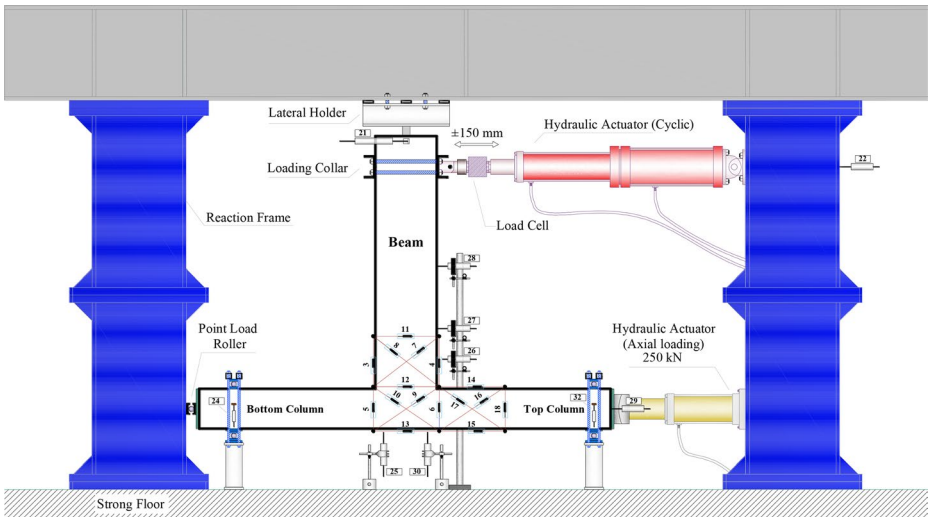 Lateral Holder
21
±150 mm
Hydraulic Actuator (Cyclic)
Loading Collar
22
Reaction Frame
Load Cell
Beam
28
27
26
Point Load
Roller
Hydraulic Actuator
(Axial loading)
250 kN
11
8
7
3
4
12
14
10
9
5
6
17
16
18
13
15
24
Bottom Column
Top Column
32
29
25
30
Strong Floor